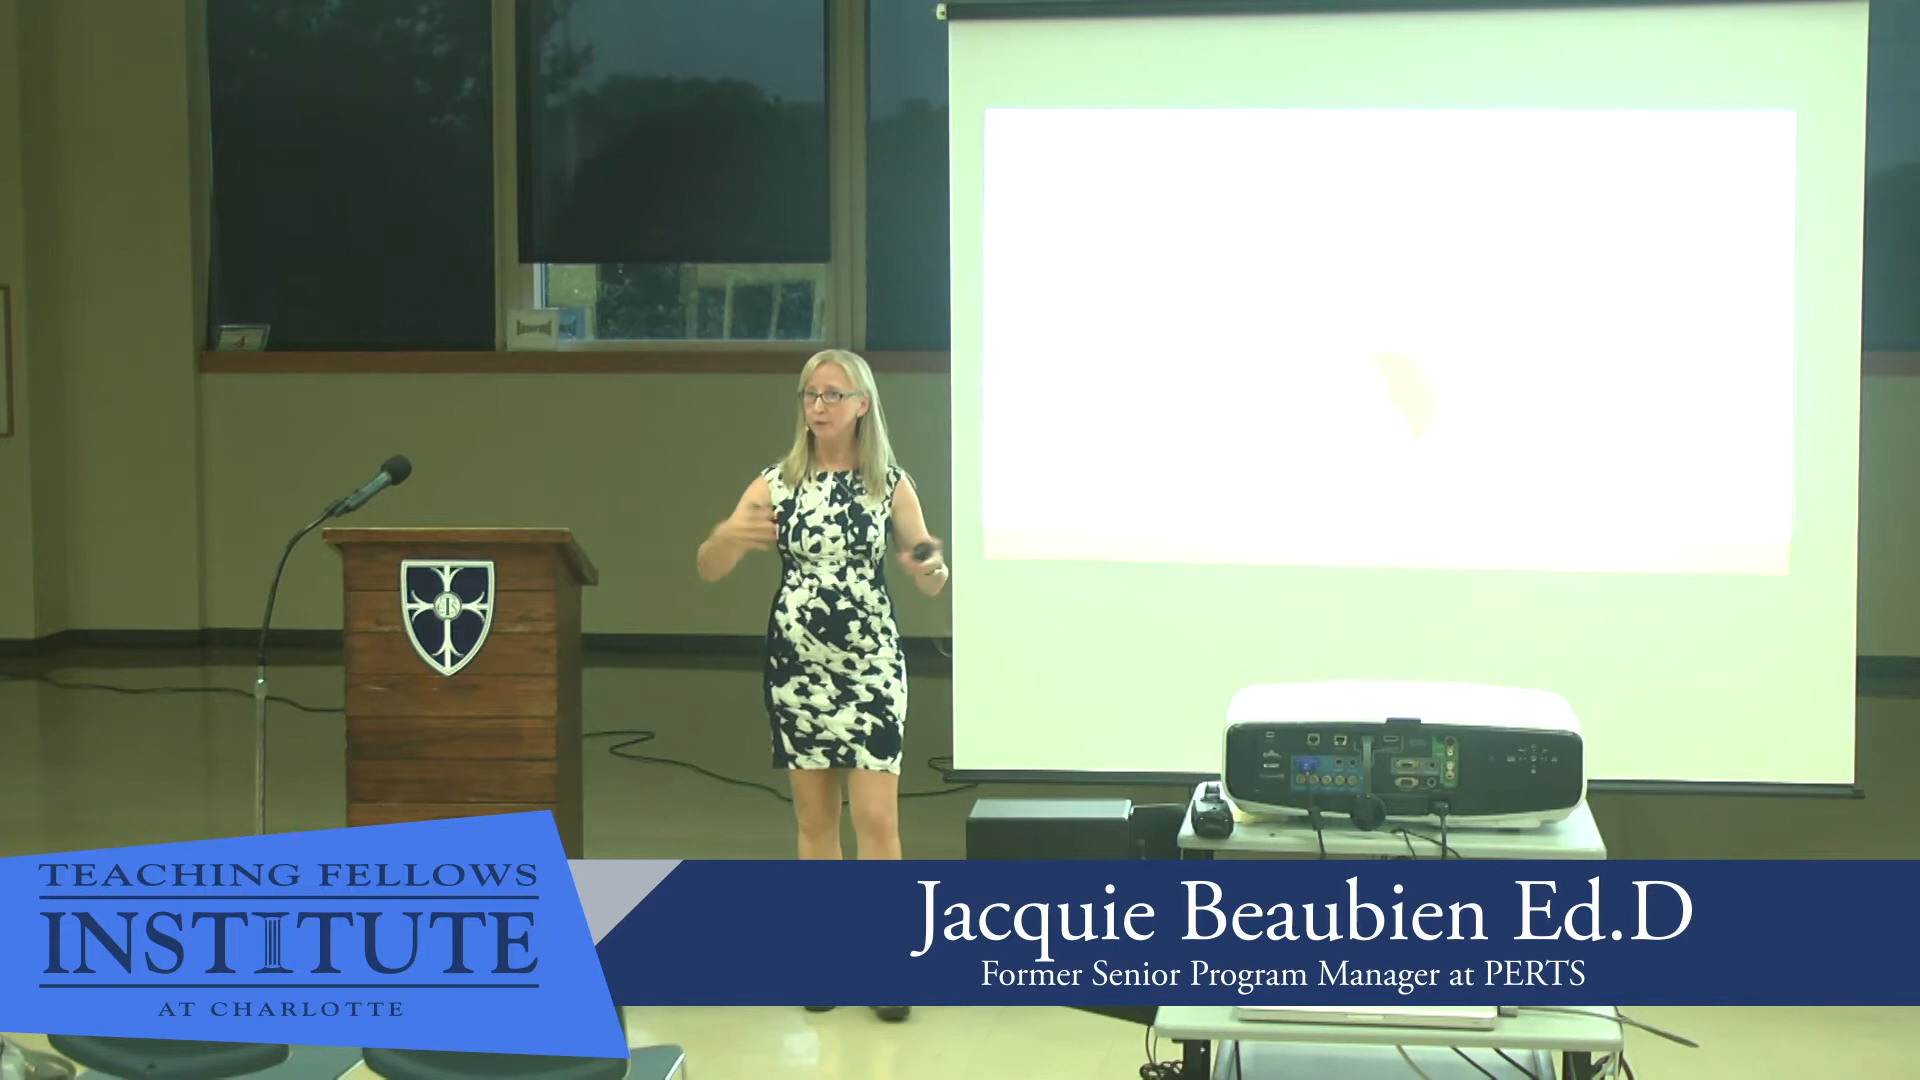 TEACHING FELLOWS
INSTITUTE
AT CHARLOTTE
Jacquie Beaubien Ed.D
Former Senior Program Manager at PERTS